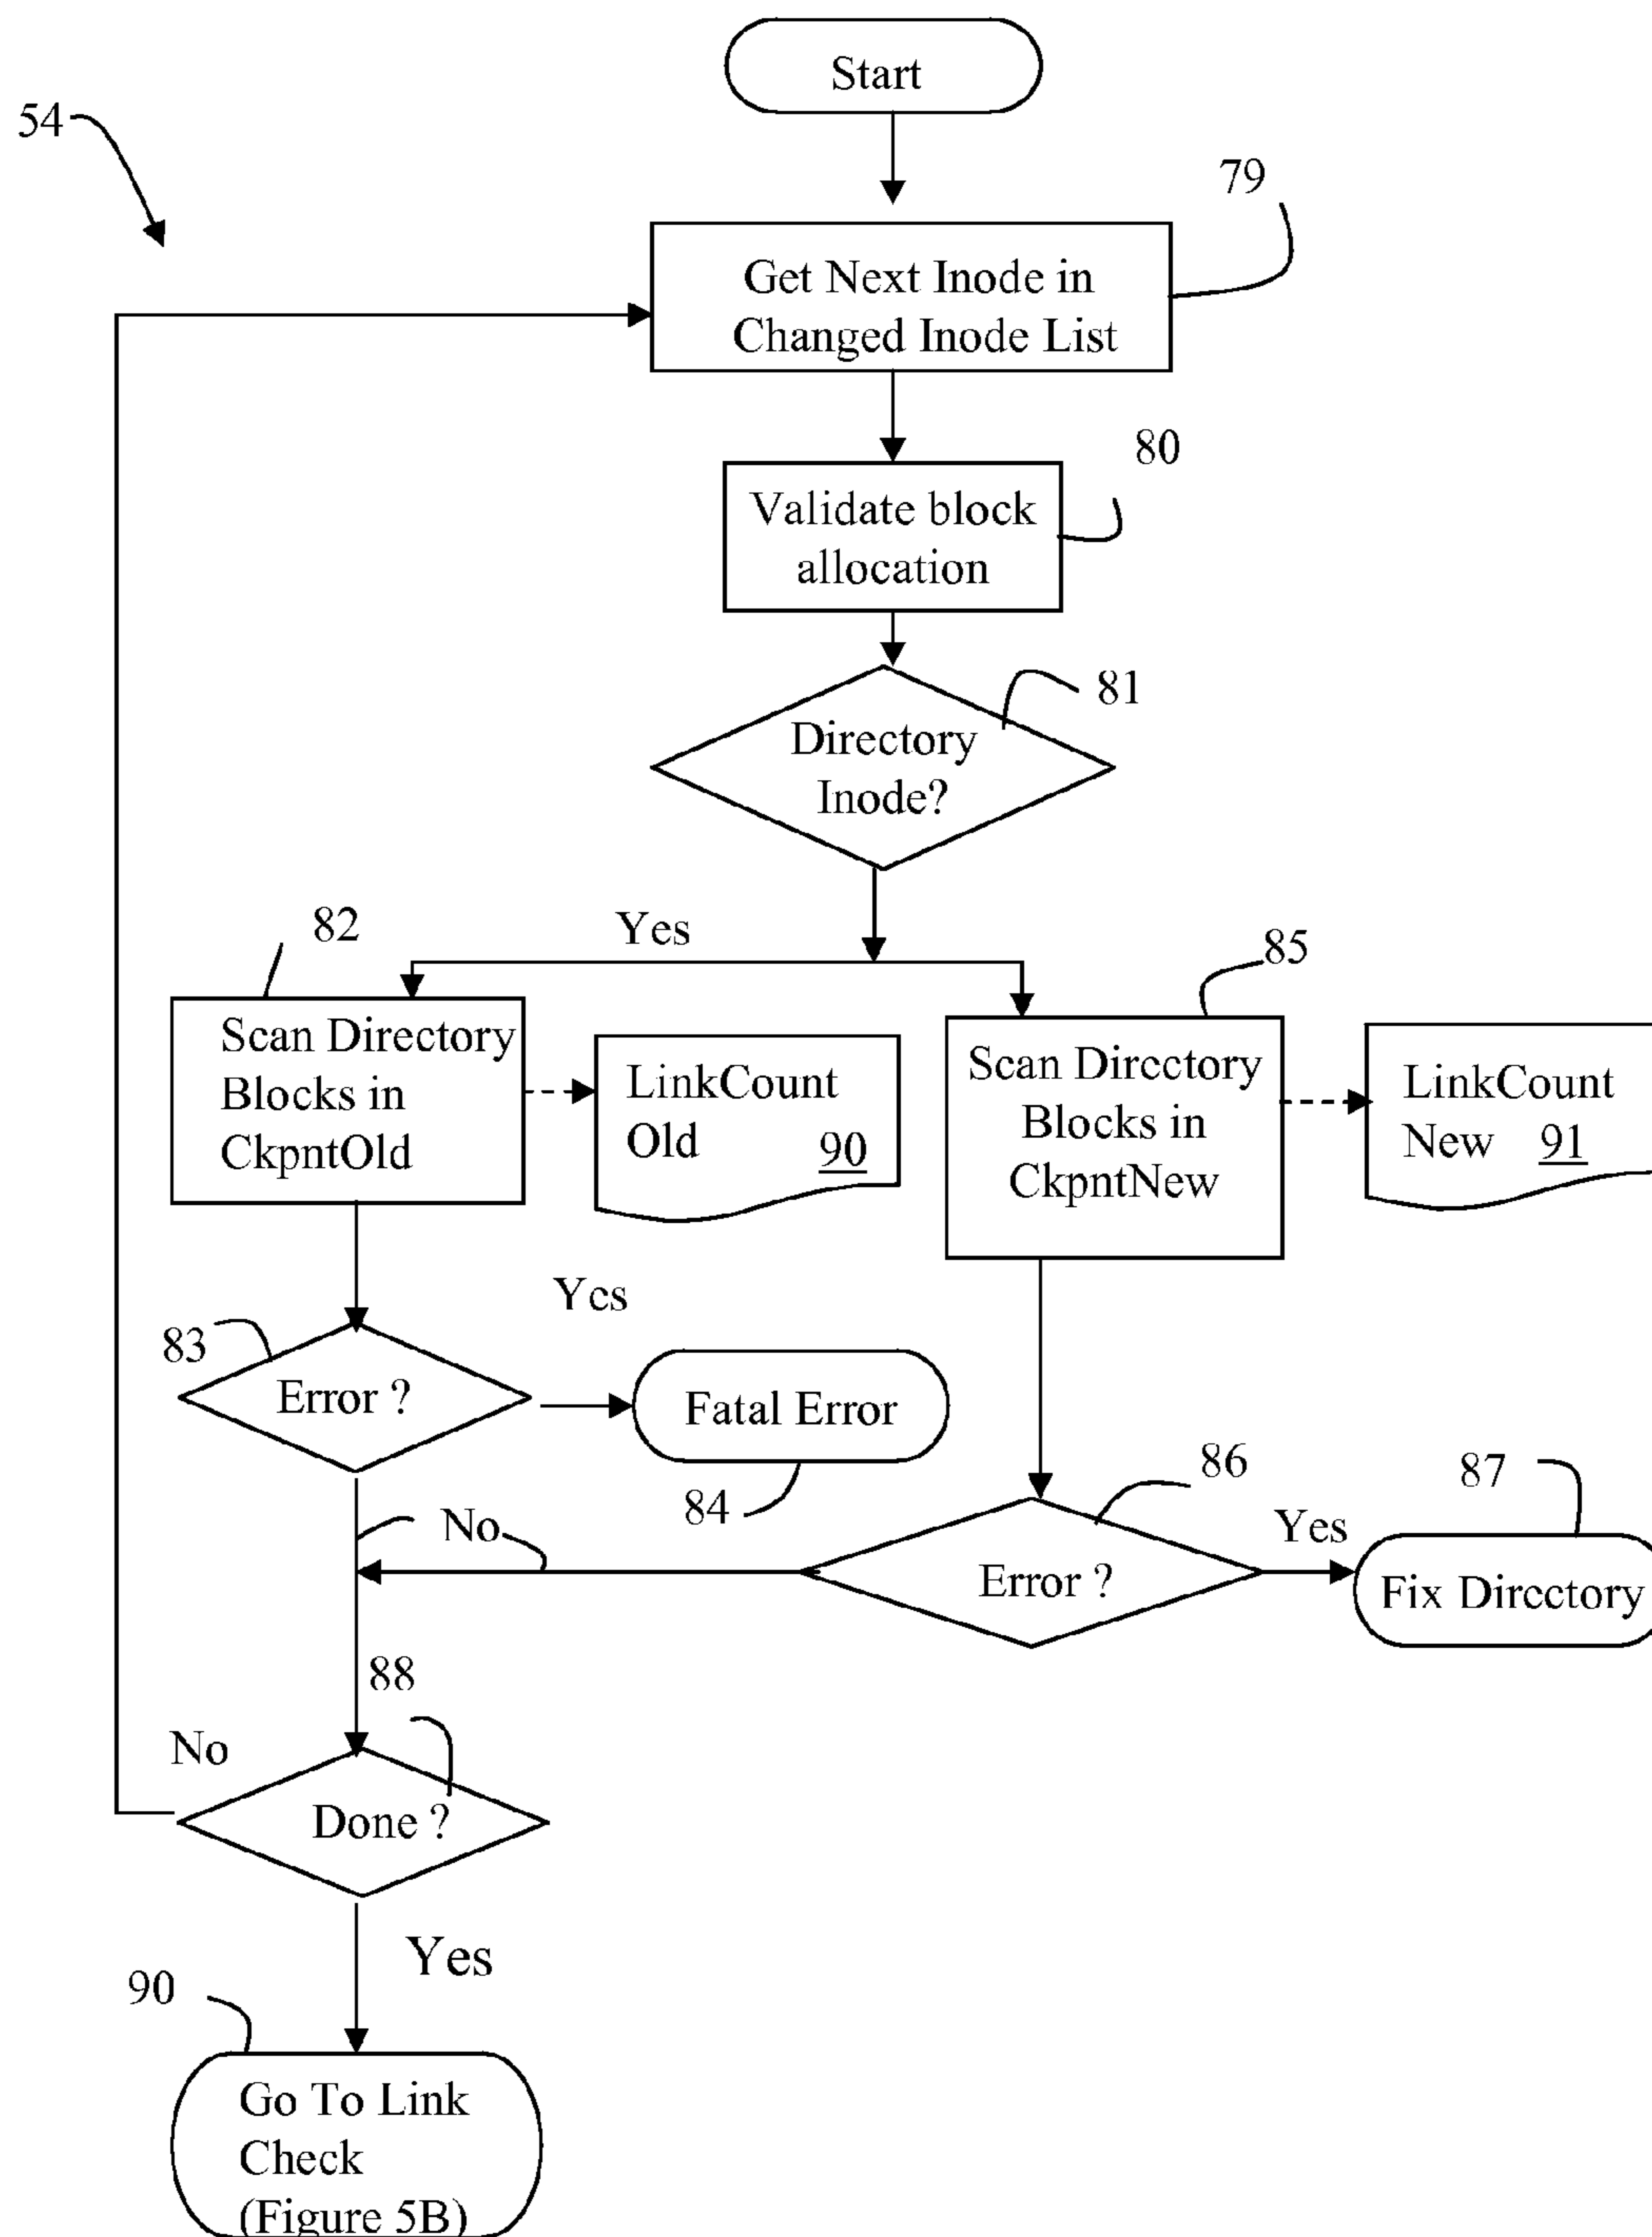 Start
54
79
Get Next Inode in
Changed Inode List
80
Validate block
allocation
81
Directory
Inode?
82
Yes
85
Scan Directory
Blocks in
CkpntOld
LinkCount
Old 90
Scan Directory
Blocks in
CkpntNew
LinkCount
New 91
Yes
83
Error ?
Fatal Error
84
86
87
No
Yes
Error ?
Fix Directory
88
No
Done ?
Yes
90
Go To Link
Check
(Figure 5B)